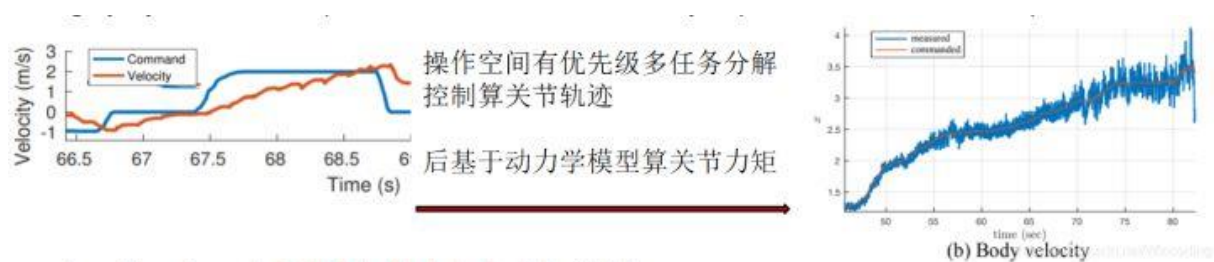 Command
Velocity
Velocity (m/s)
3
2
1
0
-1
66.5 67 67.5 68 68.5 6
Time (s)
操作空间有优先级多任务分解
控制算关节轨迹
后基于动力学模型算关节力矩
measured
commanded
4
3.5
3
2.5
2
1.5
50 55 60 65 70 75 80
time (sec)
(b) Body velocity